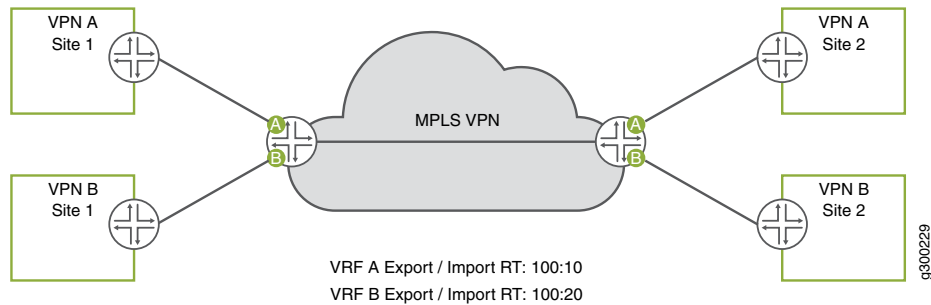 VPN A
Site 1
VPN A
Site 2
A
MPLS VPN
A
B
B
VPN B
Site 1
VPN B
Site 2
VRF A Export / Import RT: 100:10
VRF B Export / Import RT: 100:20
g300229